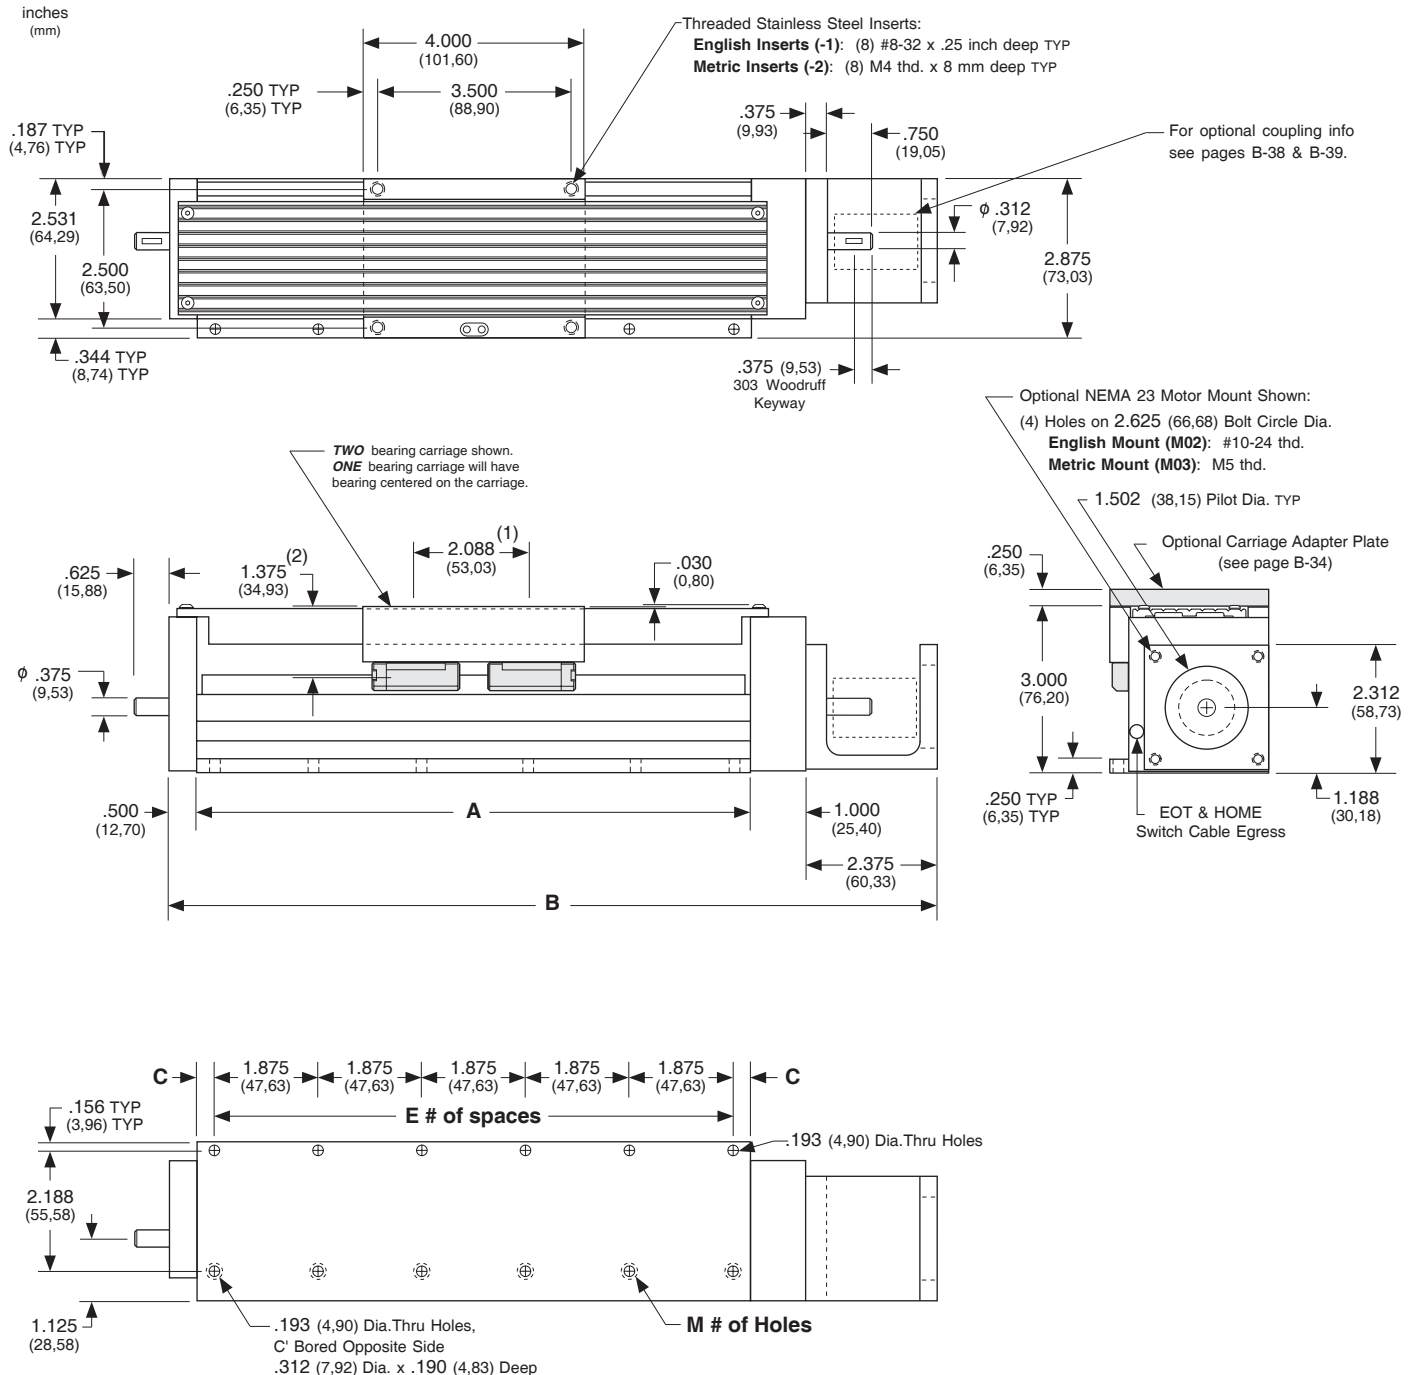 inches
(mm)
Threaded Stainless Steel Inserts:
English Inserts (-1): (8) #8-32 x .25 inch deep TYP
Metric Inserts (-2): (8) M4 thd. x 8 mm deep TYP
4.000
(101,60)
.250 TYP
(6,35) TYP
3.500
(88,90)
.375
(9,93)
.750
(19,05)
For optional coupling info
see pages B-38 & B-39.
.187 TYP
(4,76) TYP
2.531
(64,29)
2.500
(63,50)
ϕ .312
(7,92)
2.875
(73,03)
.344 TYP
(8,74) TYP
.375 (9,53)
303 Woodruff
Keyway
Optional NEMA 23 Motor Mount Shown:
(4) Holes on 2.625 (66,68) Bolt Circle Dia.
English Mount (M02): #10-24 thd.
Metric Mount (M03): M5 thd.
1.502 (38,15) Pilot Dia. TYP
Optional Carriage Adapter Plate
(see page B-34)
TWO bearing carriage shown.
ONE bearing carriage will have
bearing centered on the carriage.
.625
(15,88)
1.375 (2)
(34,93)
2.088 (1)
(53,03)
.030
(0,80)
.250
(6,35)
ϕ .375
(9,53)
3.000
(76,20)
2.312
(58,73)
.500
(12,70)
A
1.000
(25,40)
.250 TYP
(6,35) TYP
EOT & HOME
Switch Cable Egress
1.188
(30,18)
2.375
(60,33)
B
C
1.875
(47,63)
1.875
(47,63)
1.875
(47,63)
1.875
(47,63)
1.875
(47,63)
C
E # of spaces
.156 TYP
(3,96) TYP
.193 (4,90) Dia.Thru Holes
2.188
(55,58)
1.125
(28,58)
.193 (4,90) Dia.Thru Holes,
C' Bored Opposite Side
.312 (7,92) Dia. x .190 (4,83) Deep
M # of Holes